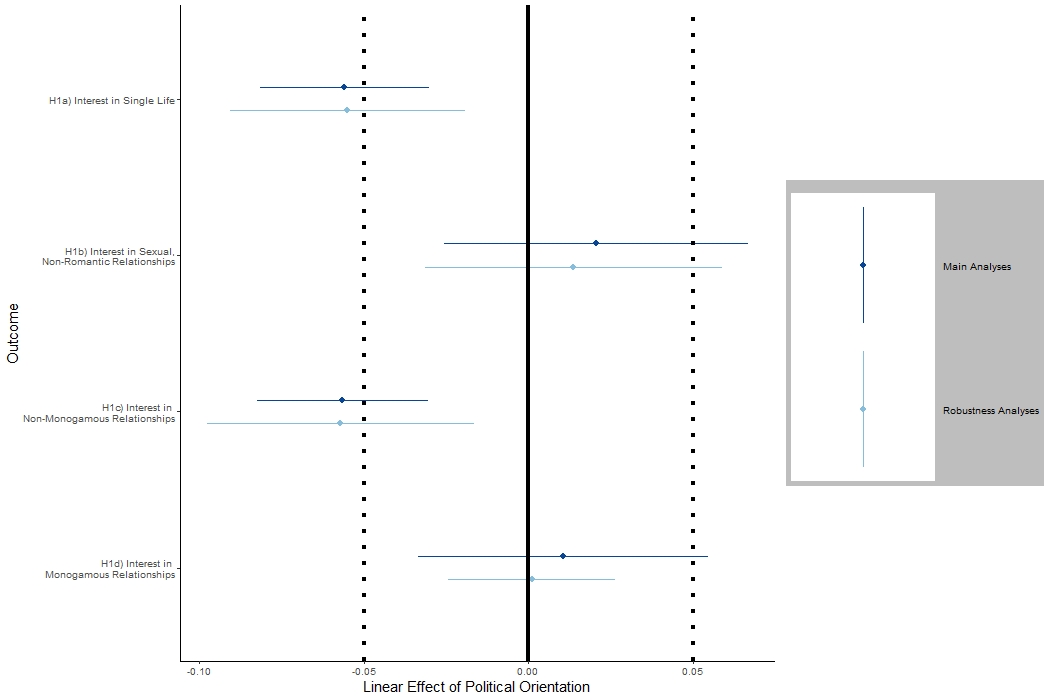 H1a) Interest in Single Life
H1b) Interest in Sexual,
Non-Romantic Relationships
H1c) Interest in
Non-Monogamous Relationships
H1d) Interest in
Monogamous Relationships
Outcome
-0.10 -0.05 0.00 0.05
Linear Effect of Political Orientation
Main Analyses
Robustness Analyses